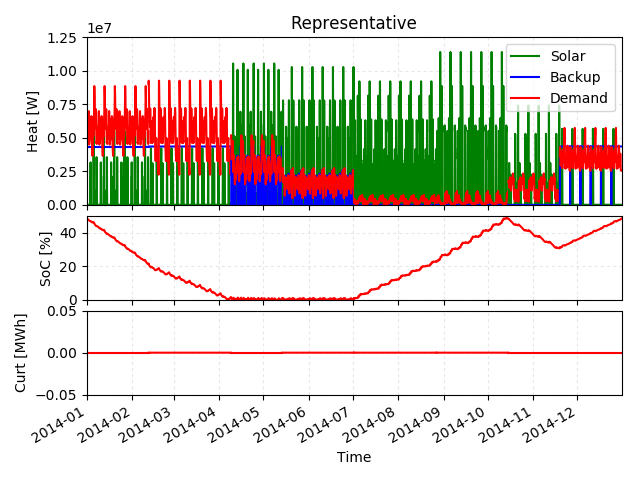 Representative
1e7
1.25
1.00
0.75
0.50
0.25
0.00
Heat [W]
Solar
Backup
Demand
40
20
0
SoC [%]
0.05
0.00
−0.05
Curt [MWh]
2014-01
2014-02
2014-03
2014-04
2014-05
2014-06
2014-07
2014-08
2014-09
2014-10
2014-11
2014-12
Time